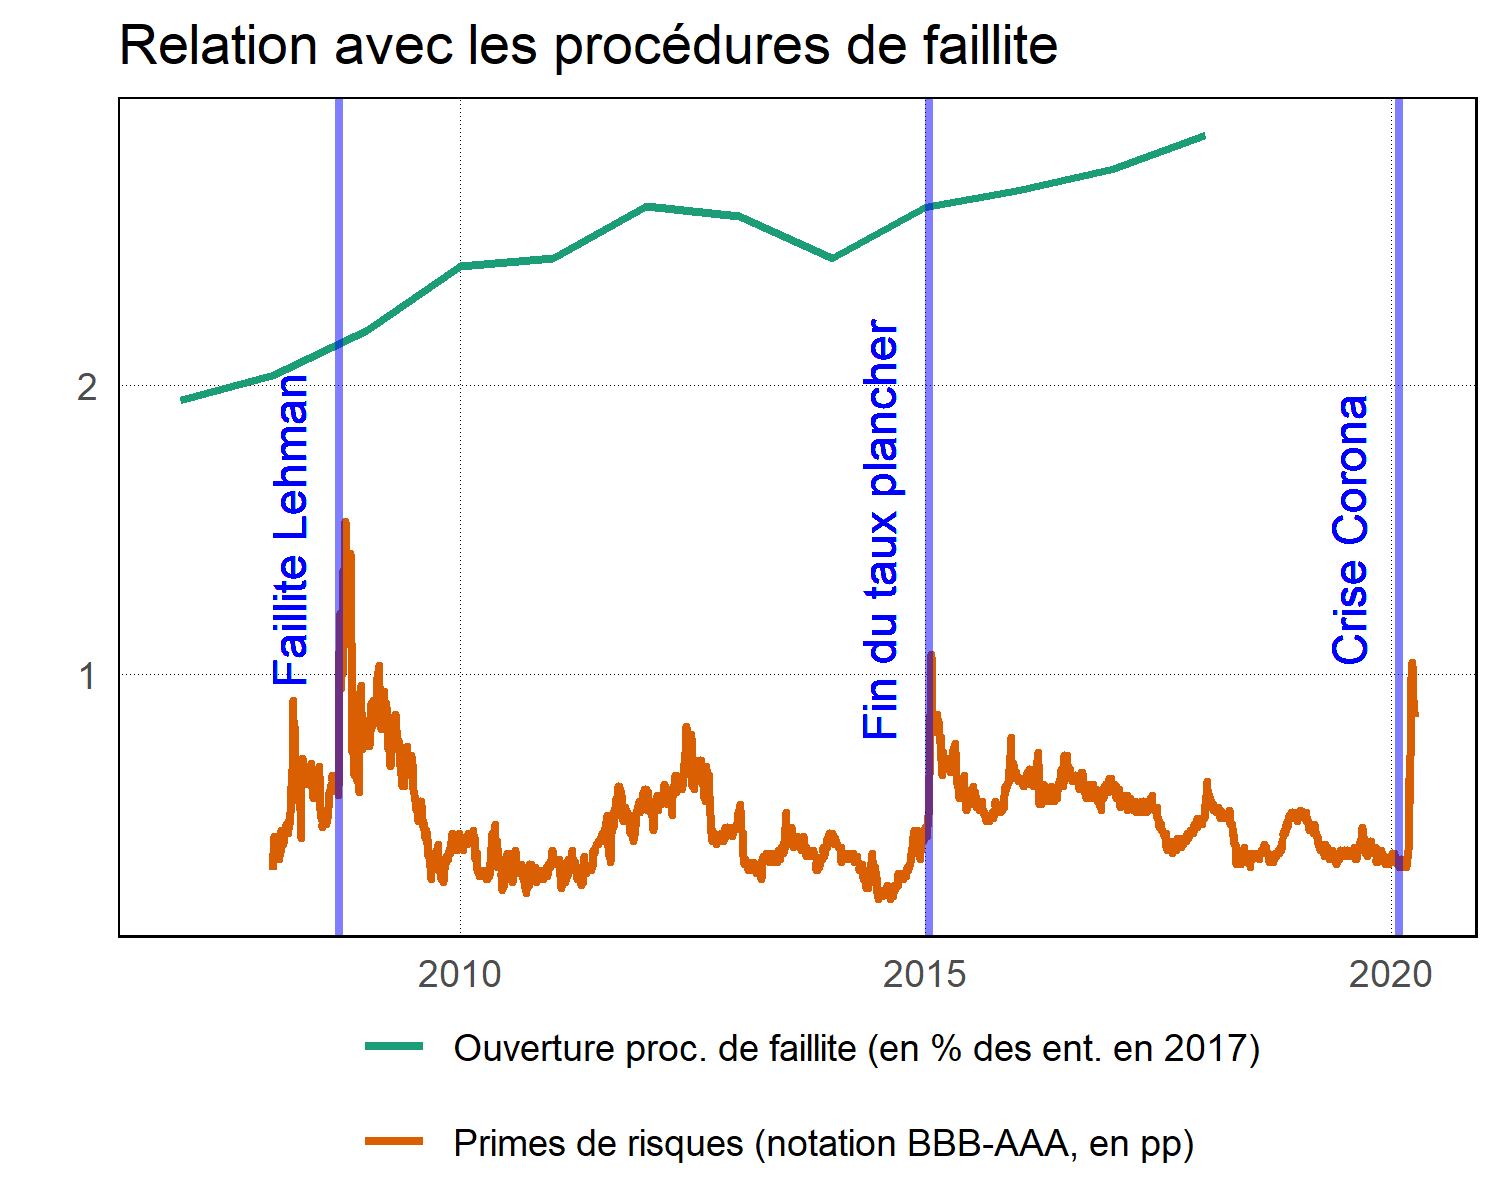 Relation avec les procédures de faillite
2
1
Faillite Lehman
Fin du taux plancher
Crise Corona
2010
2015
2020
Ouverture proc. de faillite (en % des ent. en 2017)
Primes de risques (notation BBB-AAA, en pp)